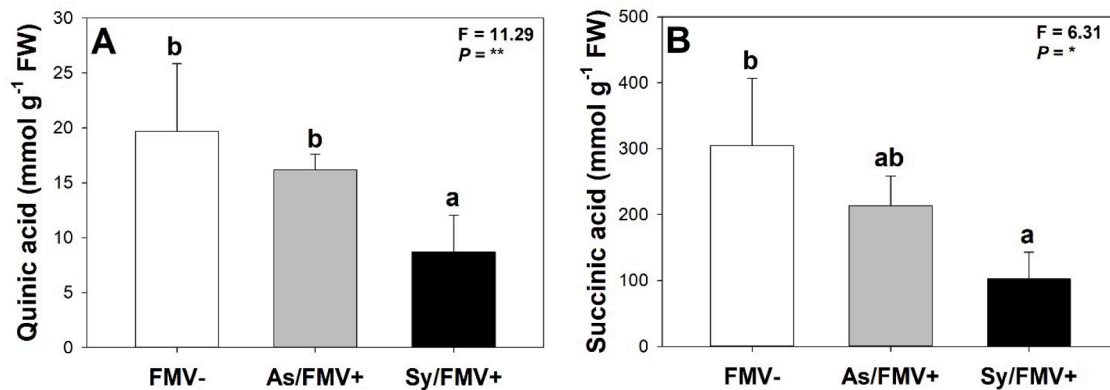 A
F = 11.29
P = **
Quinic acid (mmol g⁻¹ FW)
30
25
20
15
10
5
0
b
b
a
FMV-
As/FMV+
Sy/FMV+
B
F = 6.31
P = *
Succinic acid (mmol g⁻¹ FW)
500
400
300
200
100
0
b
ab
a
FMV-
As/FMV+
Sy/FMV+